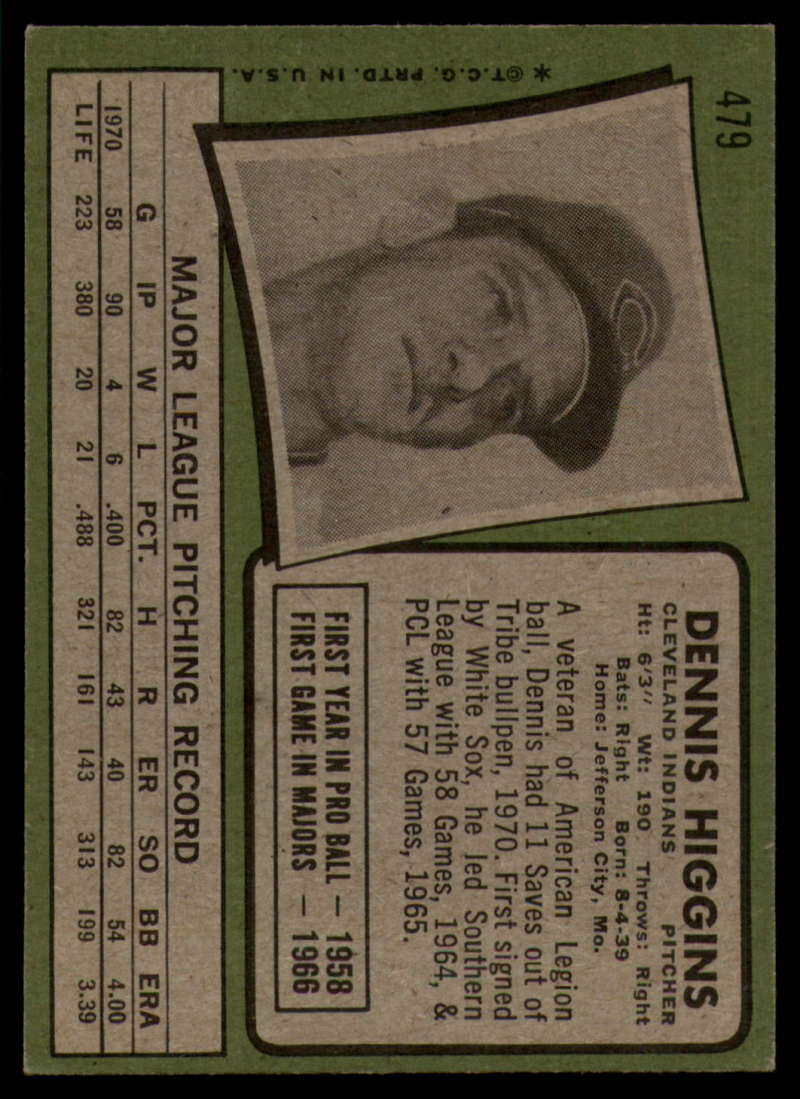 479
DENNIS HIGGINS
CLEVELAND INDIANS PITCHER
Ht: 6'3" Wt: 190 Throws: Right
Bats: Right Born: 8-4-39
Home: Jefferson City, Mo.
A veteran of American Legion
ball, Dennis had 11 Saves out of
Tribe bullpen, 1970. First signed
by White Sox, he led Southern
League with 58 Games, 1964, &
PCL with 57 Games, 1965.
FIRST YEAR IN PRO BALL — 1958
FIRST GAME IN MAJORS — 1966
MAJOR LEAGUE PITCHING RECORD
G IP W L PCT. H R ER SO BB ERA
1970 58 90 4 6 .400 82 43 40 82 54 4.00
LIFE 223 380 20 21 .488 321 161 143 313 199 3.39
*©T.C.G. PRTD. IN U.S.A.
C